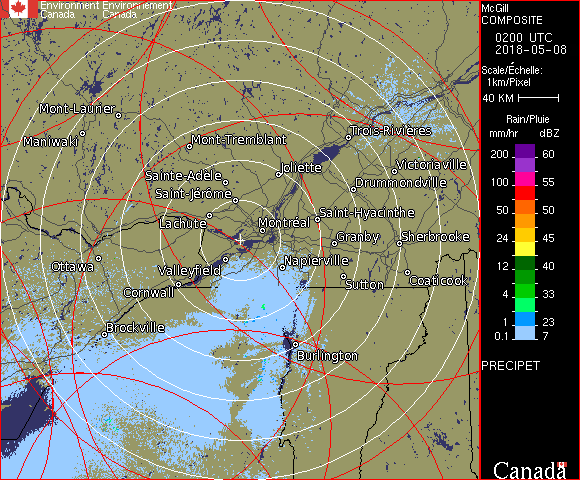 Environment Environnement
Canada Canada
McGill
COMPOSITE
0200 UTC
2018-05-08
Scale/Échelle:
1km/Pixel
40 KM
Rain/Pluie
mm/hr dBZ
200 60
100 55
50 50
24 45
12 40
4 33
1 23
0.1 7
PRECIPET
Mont-Laurier
Maniwaki
Mont-Tremblant
Trois-Rivières
Joliette
Victoriaville
Sainte-Adèle
Drummondville
Saint-Jérôme
Saint-Hyacinthe
Lachute
Montréal
Granby
Sherbrooke
Ottawa
Valleyfield
Napierville
Cornwall
Sutton
Coaticook
Brockville
Burlington
Canada